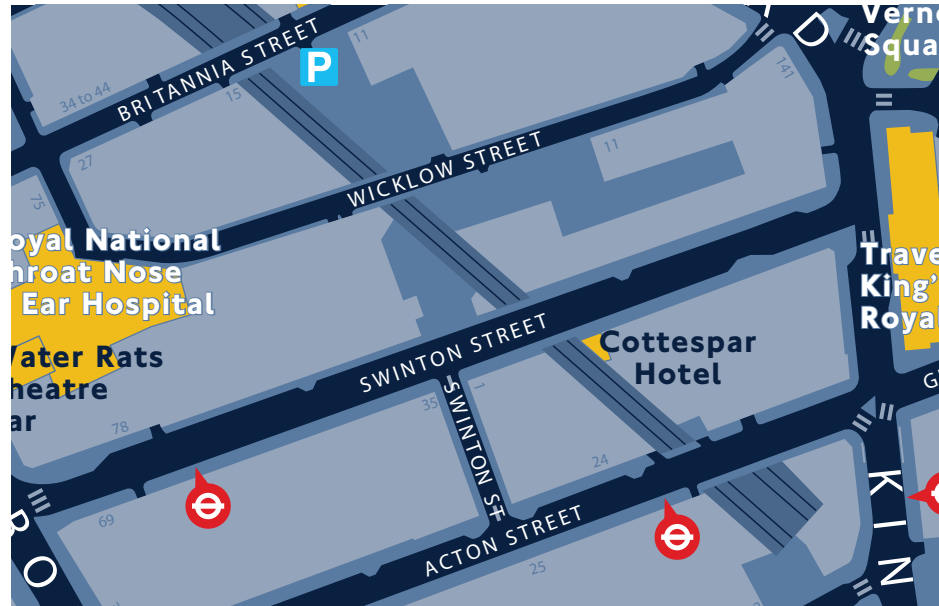 BRITANNIA STREET
34 to 44
P
11
15
27
D
141
Verno
Squa
11
WICKLOW STREET
75
oyal National
hroat Nose
Ear Hospital
Trave
King'
Roya
SWINTON STREET
Cottespar
Hotel
ater Rats
heatre
ar
78
35
1
SWINTON ST
24
G
69
ACTON STREET
25
R
O
K
I
N